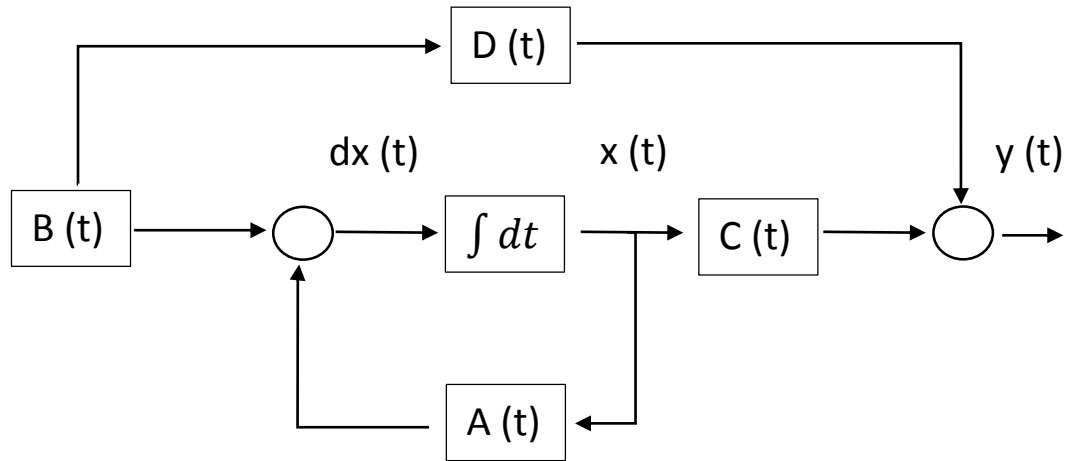 D (t)
dx (t)
x (t)
y (t)
B (t)
∫ dt
C (t)
A (t)